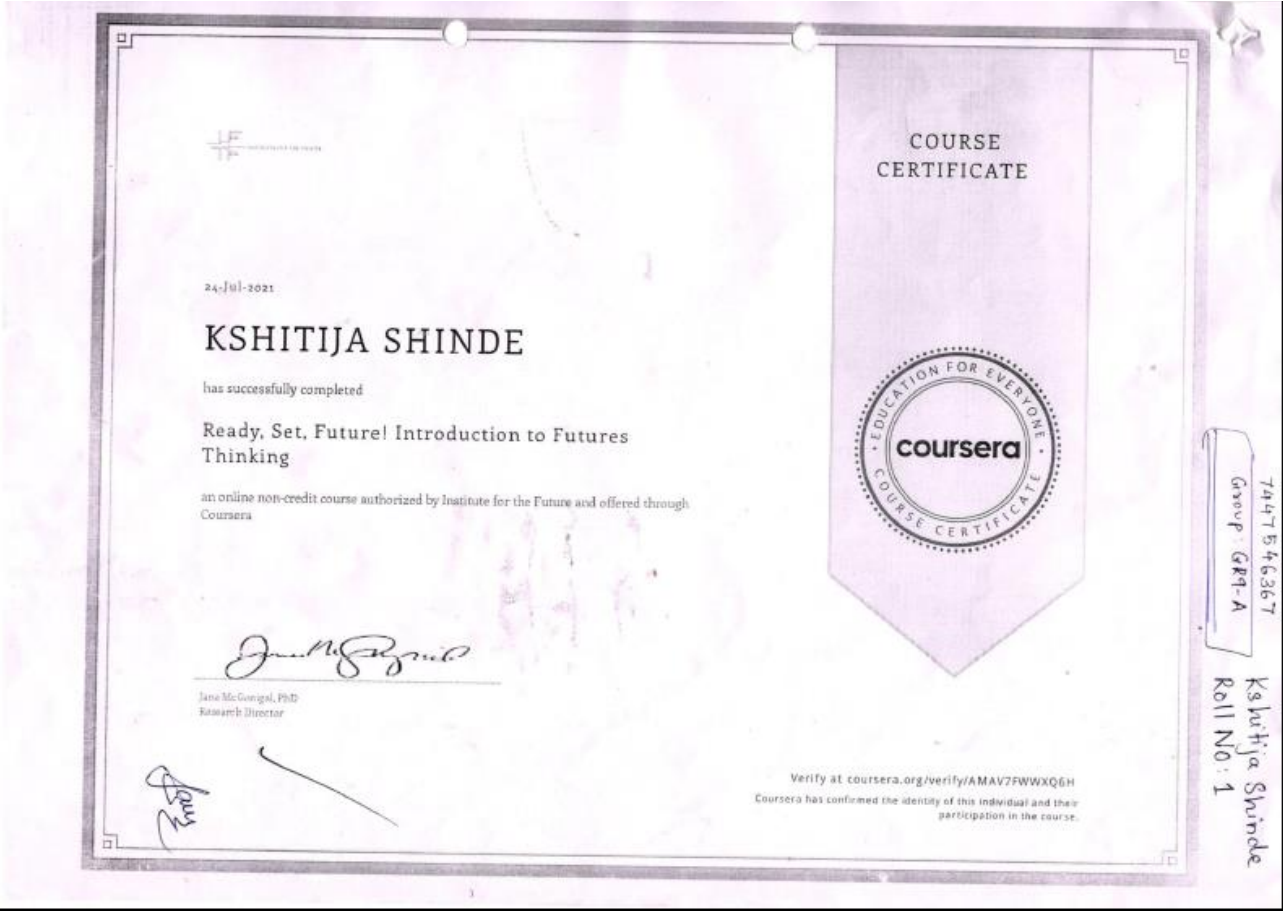 IF
IF
COURSE
CERTIFICATE
24-Jul-2021
KSHITIJA SHINDE
has successfully completed
Ready, Set, Future! Introduction to Futures
Thinking
an online non-credit course authorized by Institute for the Future and offered through
Coursera
EDUCATION FOR EVERYONE
coursera
COURSE CERTIFICATE
Jane McGonigal, PhD
Research Director
Verify at coursera.org/verify/AMAV7FWWXQ6H
Coursera has confirmed the identity of this individual and their
participation in the course.
7447546367
Group: GR9-A
Kshitija Shinde
Roll No: 1